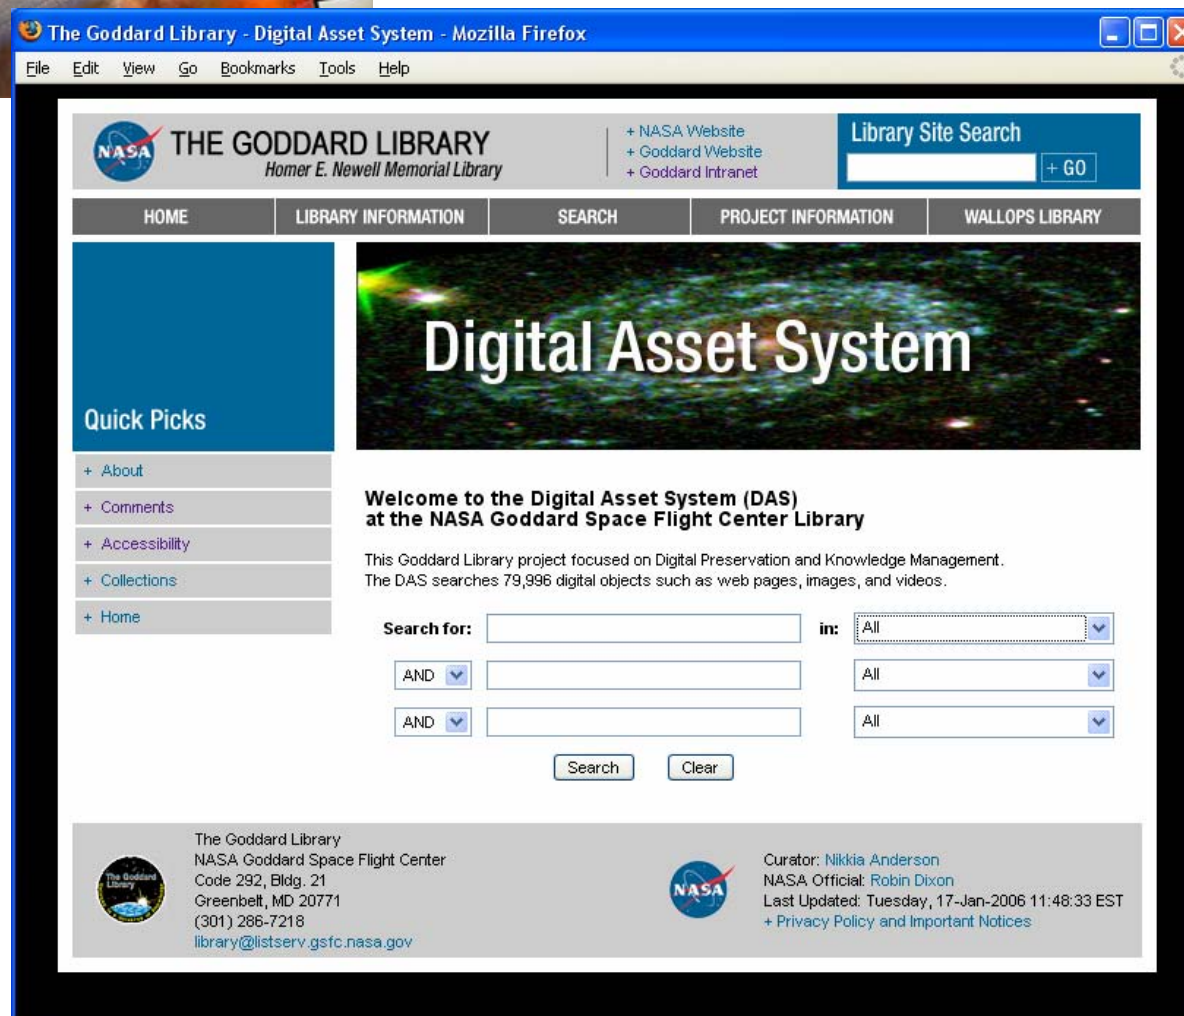 The Goddard Library - Digital Asset System - Mozilla Firefox
File Edit View Go Bookmarks Tools Help
NASA
THE GODDARD LIBRARY
Homer E. Newell Memorial Library
+ NASA Website
+ Goddard Website
+ Goddard Intranet
Library Site Search
+ GO
HOME LIBRARY INFORMATION SEARCH PROJECT INFORMATION WALLOPS LIBRARY
Quick Picks
+ About
+ Comments
+ Accessibility
+ Collections
+ Home
Digital Asset System
Welcome to the Digital Asset System (DAS)
at the NASA Goddard Space Flight Center Library
This Goddard Library project focused on Digital Preservation and Knowledge Management.
The DAS searches 79,996 digital objects such as web pages, images, and videos.
Search for: in: All
AND All
AND All
Search Clear
The Goddard Library
The Goddard Library
NASA Goddard Space Flight Center
Code 292, Bldg. 21
Greenbelt, MD 20771
(301) 286-7218
library@listserv.gsfc.nasa.gov
NASA
Curator: Nikkia Anderson
NASA Official: Robin Dixon
Last Updated: Tuesday, 17-Jan-2006 11:48:33 EST
+ Privacy Policy and Important Notices